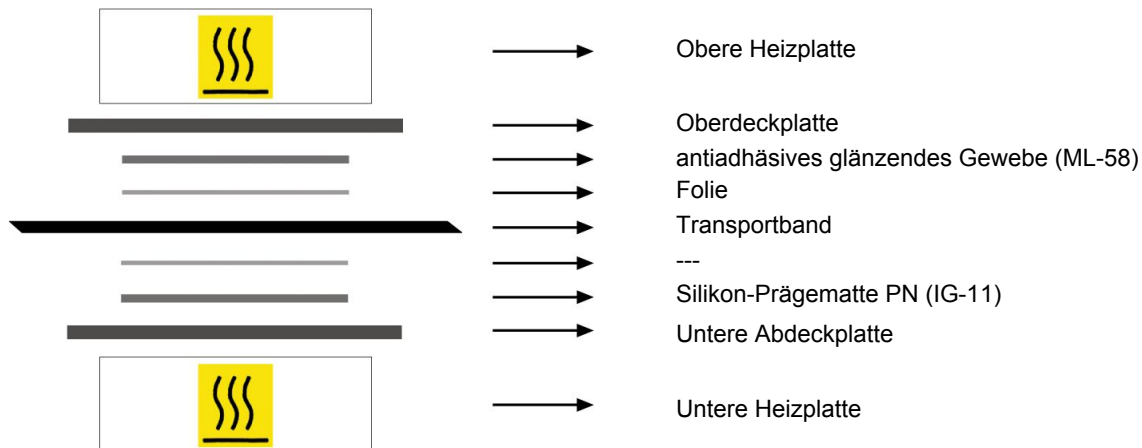 Obere Heizplatte
Oberdeckplatte
antiadhäsives glänzendes Gewebe (ML-58)
Folie
Transportband
---
Silikon-Prägematte PN (IG-11)
Untere Abdeckplatte
Untere Heizplatte